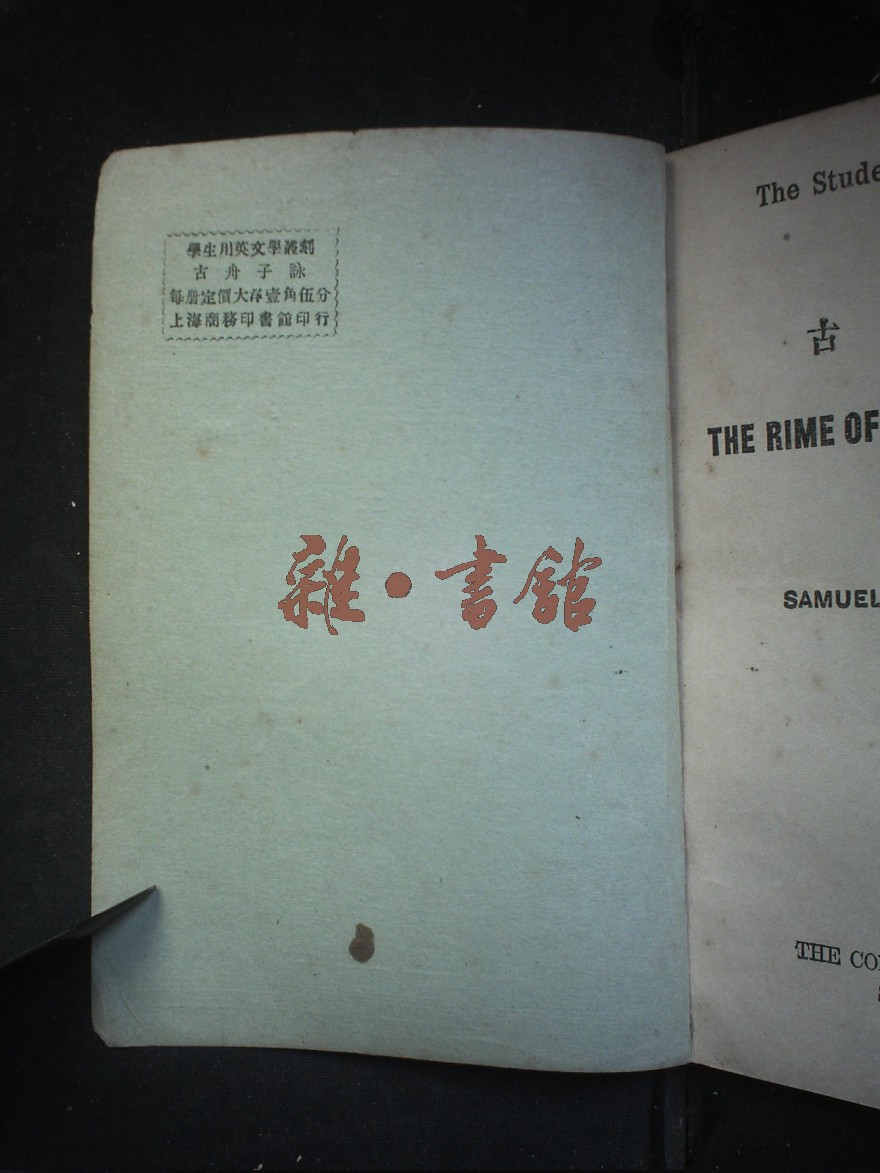 學生用英文學叢刻
古舟子詠
每册定價大洋壹角伍分
上海商務印書館印行
雜·書館
The Stude
古
THE RIME OF
SAMUEL
THE CO